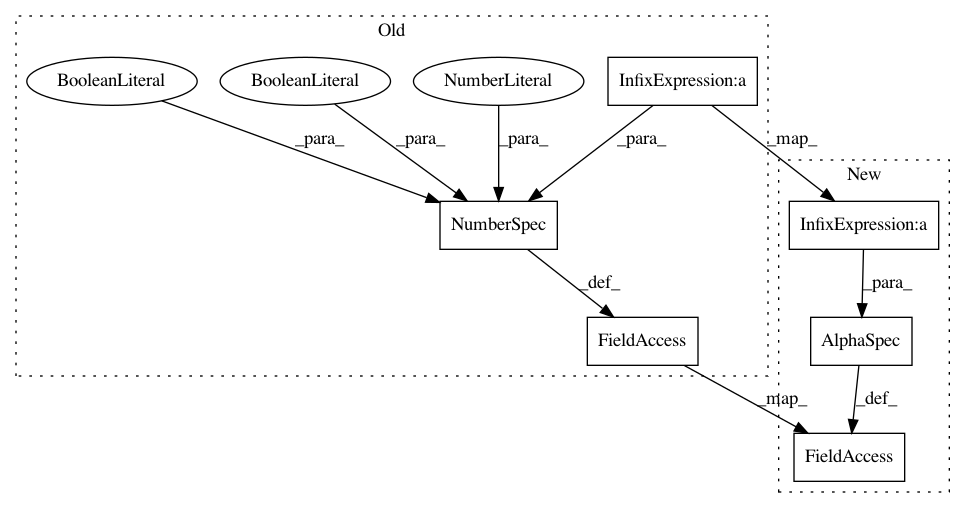 Old
BooleanLiteral
BooleanLiteral
NumberLiteral
InfixExpression:a
_para_
_para_
_para_
_para_
_map_
New
NumberSpec
InfixExpression:a
_def_
_para_
FieldAccess
AlphaSpec
_map_
_def_
FieldAccess